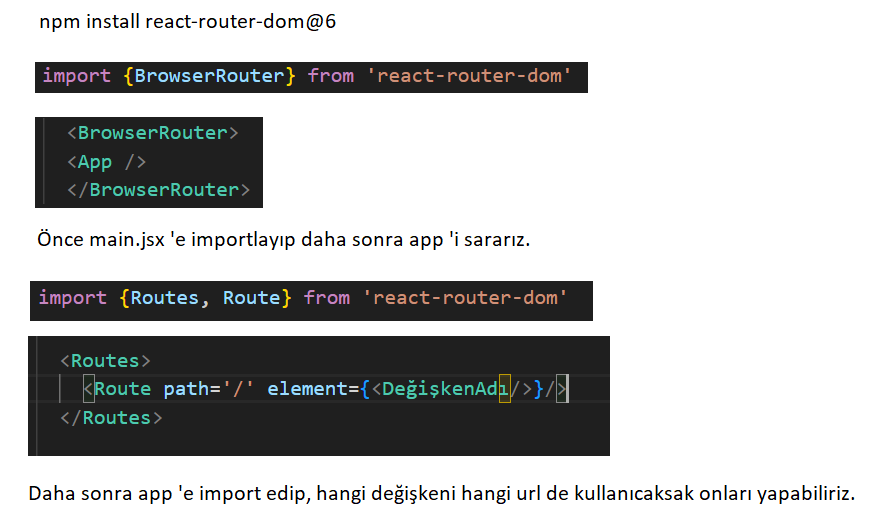 npm install react-router-dom@6
import {BrowserRouter} from 'react-router-dom'
<BrowserRouter>
<App />
</BrowserRouter>
Önce main.jsx 'e importlayıp daha sonra app 'i sararız.
import {Routes, Route} from 'react-router-dom'
<Routes>
<Route path='/' element={<DeğişkenAdı/>}/>
</Routes>
Daha sonra app 'e import edip, hangi değişkeni hangi url de kullanıcaksak onları yapabiliriz.